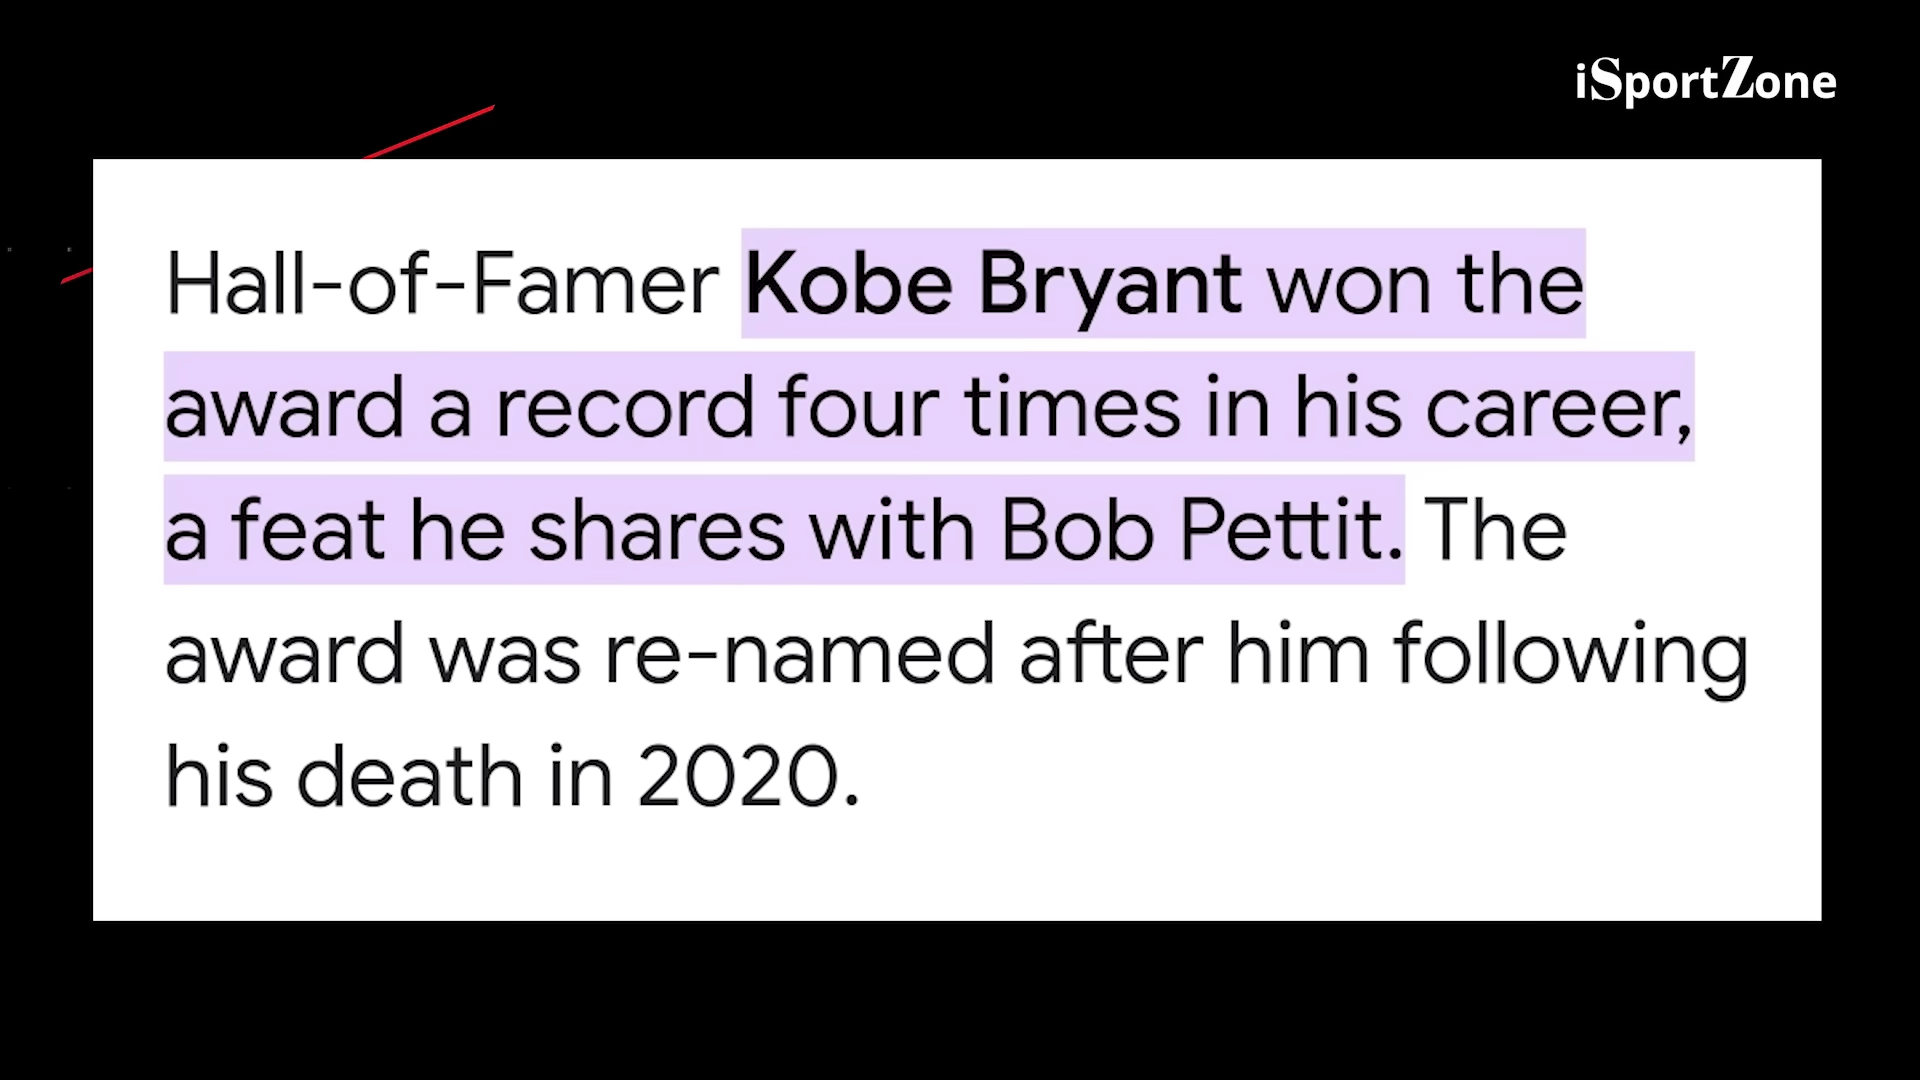 iSportZone
Hall-of-Famer Kobe Bryant won the
award a record four times in his career,
a feat he shares with Bob Pettit. The
award was re-named after him following
his death in 2020.